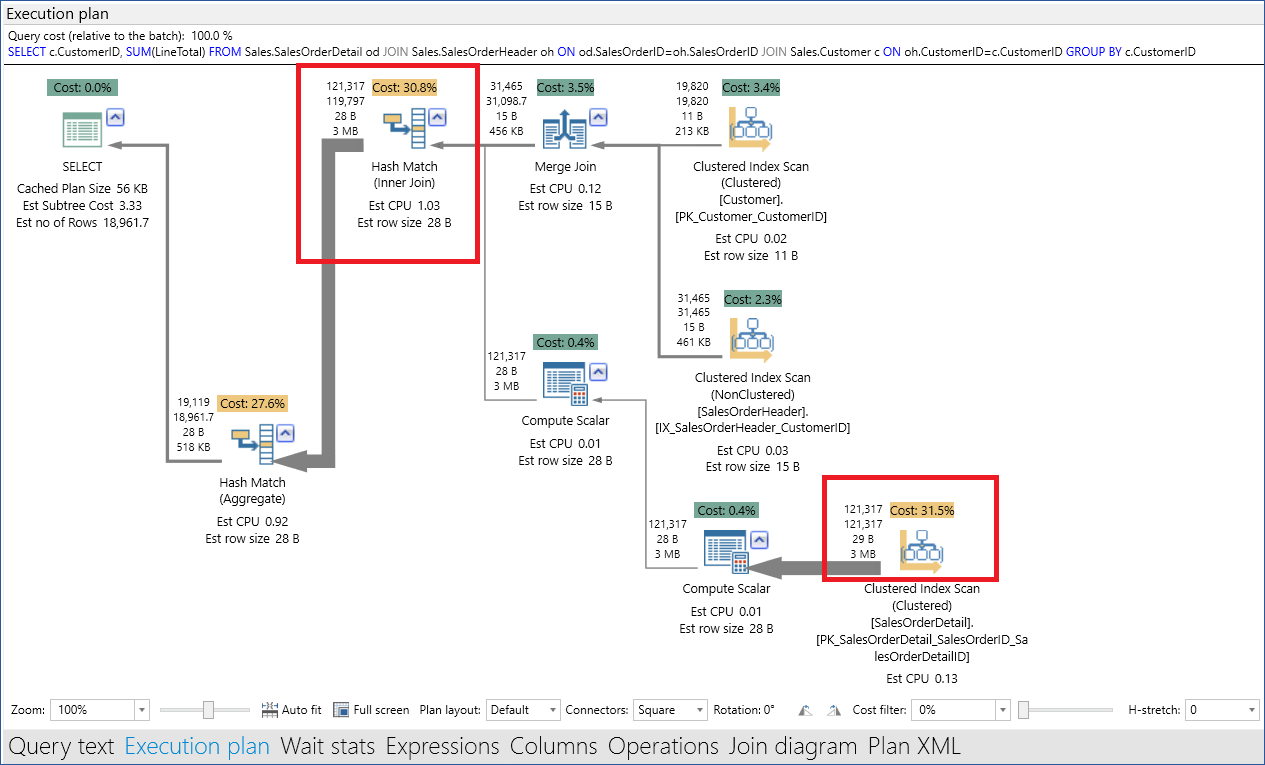 Execution plan
Query cost (relative to the batch): 100.0 %
SELECT c.CustomerID, SUM(LineTotal) FROM Sales.SalesOrderDetail od JOIN Sales.SalesOrderHeader oh ON od.SalesOrderID=oh.SalesOrderID JOIN Sales.Customer c ON oh.CustomerID=c.CustomerID GROUP BY c.CustomerID
Cost: 0.0%
SELECT
Cached Plan Size 56 KB
Est Subtree Cost 3.33
Est no of Rows 18,961.7
121,317
119,797
28 B
3 MB
Cost: 30.8%
Hash Match
(Inner Join)
Est CPU 1.03
Est row size 28 B
31,465
31,098.7
15 B
456 KB
Cost: 3.5%
Merge Join
Est CPU 0.12
Est row size 15 B
19,820
19,820
11 B
213 KB
Cost: 3.4%
Clustered Index Scan
(Clustered)
[Customer].
[PK_Customer_CustomerID]
Est CPU 0.02
Est row size 11 B
31,465
31,465
15 B
461 KB
Cost: 2.3%
Clustered Index Scan
(NonClustered)
[SalesOrderHeader].
[IX_SalesOrderHeader_CustomerID]
Est CPU 0.03
Est row size 15 B
121,317
28 B
3 MB
Cost: 0.4%
Compute Scalar
Est CPU 0.01
Est row size 28 B
19,119
18,961.7
28 B
518 KB
Cost: 27.6%
Hash Match
(Aggregate)
Est CPU 0.92
Est row size 28 B
121,317
28 B
3 MB
Cost: 0.4%
Compute Scalar
Est CPU 0.01
Est row size 28 B
121,317
121,317
29 B
3 MB
Cost: 31.5%
Clustered Index Scan
(Clustered)
[SalesOrderDetail].
[PK_SalesOrderDetail_SalesOrderID_Sa
lesOrderDetailID]
Est CPU 0.13
Zoom: 100% Auto fit Full screen Plan layout: Default Connectors: Square Rotation: 0° Cost filter: 0% H-stretch: 0
Query text Execution plan Wait stats Expressions Columns Operations Join diagram Plan XML